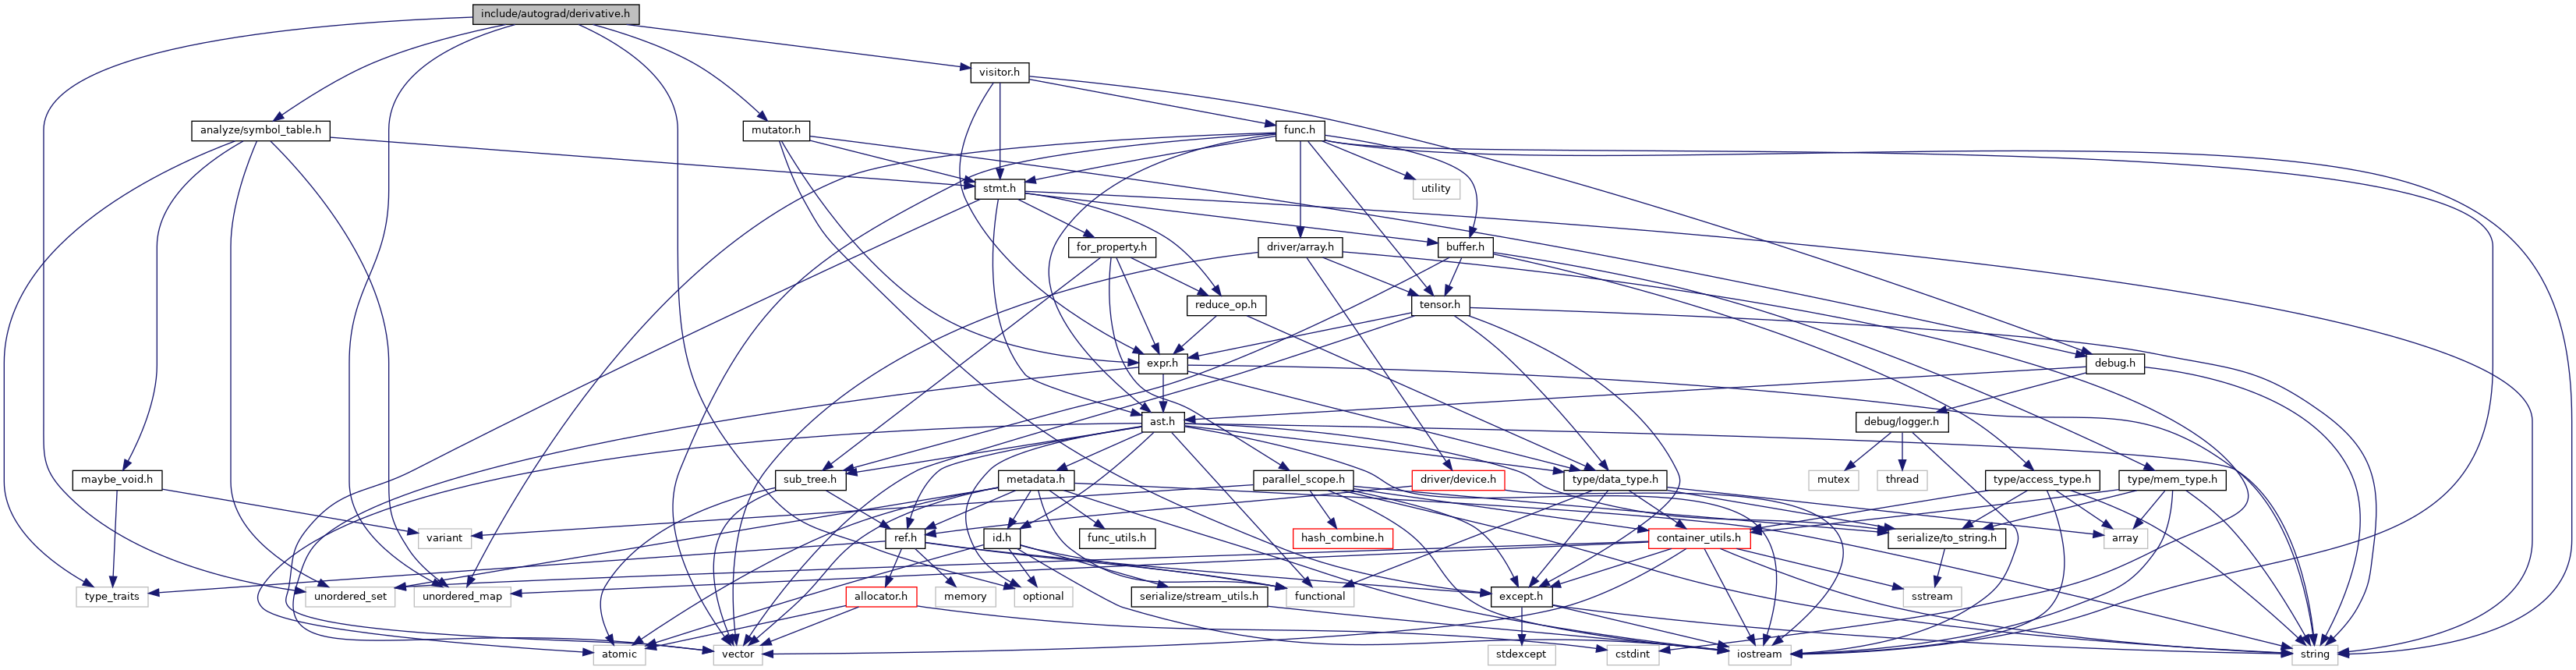 include/autograd/derivative.h
visitor.h
analyze/symbol_table.h
mutator.h
func.h
stmt.h
utility
for_property.h
driver/array.h
buffer.h
reduce_op.h
tensor.h
expr.h
debug.h
ast.h
debug/logger.h
maybe_void.h
sub_tree.h
metadata.h
parallel_scope.h
driver/device.h
type/data_type.h
mutex
thread
type/access_type.h
type/mem_type.h
variant
ref.h
id.h
func_utils.h
hash_combine.h
container_utils.h
serialize/to_string.h
array
type_traits
unordered_set
unordered_map
allocator.h
memory
optional
serialize/stream_utils.h
functional
except.h
sstream
atomic
vector
stdexcept
cstdint
iostream
string